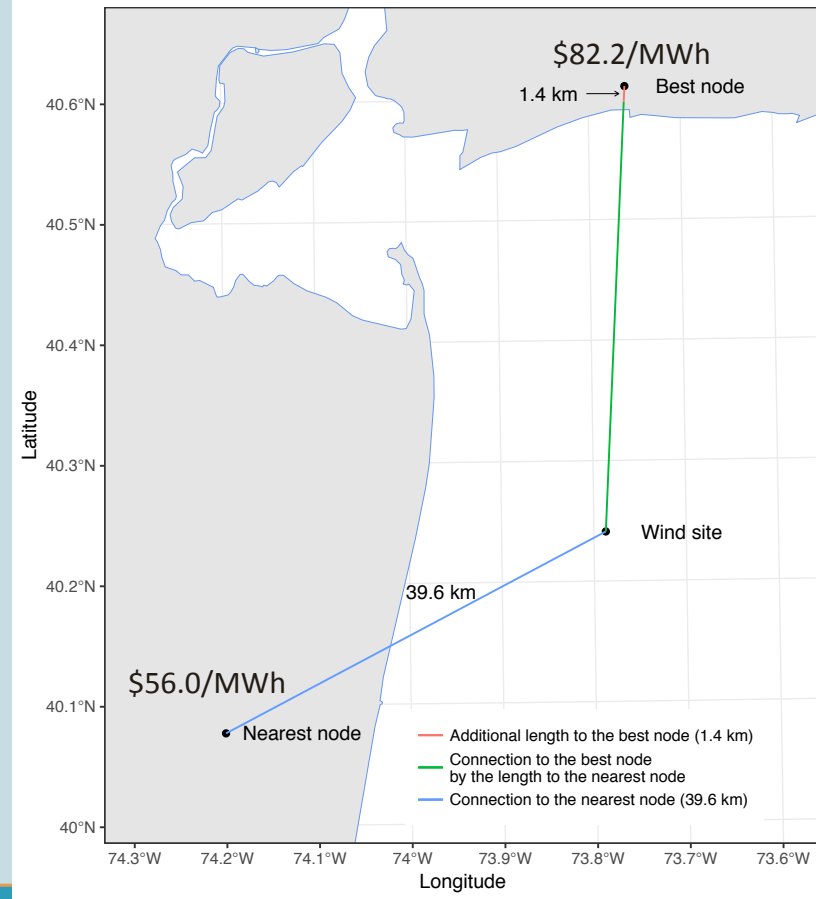 $82.2/MWh
Best node
1.4 km
40.6°N
40.5°N
40.4°N
40.3°N
40.2°N
40.1°N
40°N
Latitude
Wind site
39.6 km
$56.0/MWh
Nearest node
Additional length to the best node (1.4 km)
Connection to the best node
by the length to the nearest node
Connection to the nearest node (39.6 km)
74.3°W 74.2°W 74.1°W 74°W 73.9°W 73.8°W 73.7°W 73.6°W
Longitude